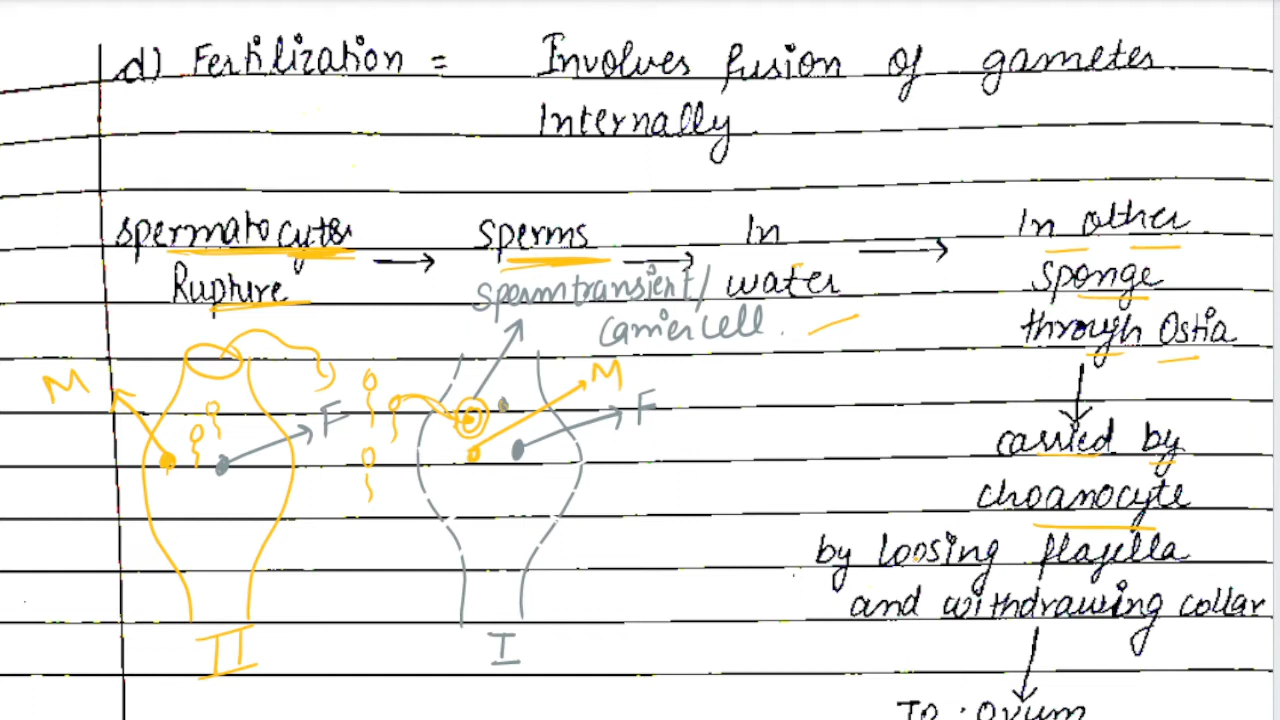 d) Fertilization = Involves fusion of gametes
Internally
spermatocytes → sperms → In → In other
Rupture water sponge
sperm transient / through Ostia
carrier cell.
M F M F
carried by
choanocyte
by loosing flagella
and withdrawing collar
II I
To : Ovum